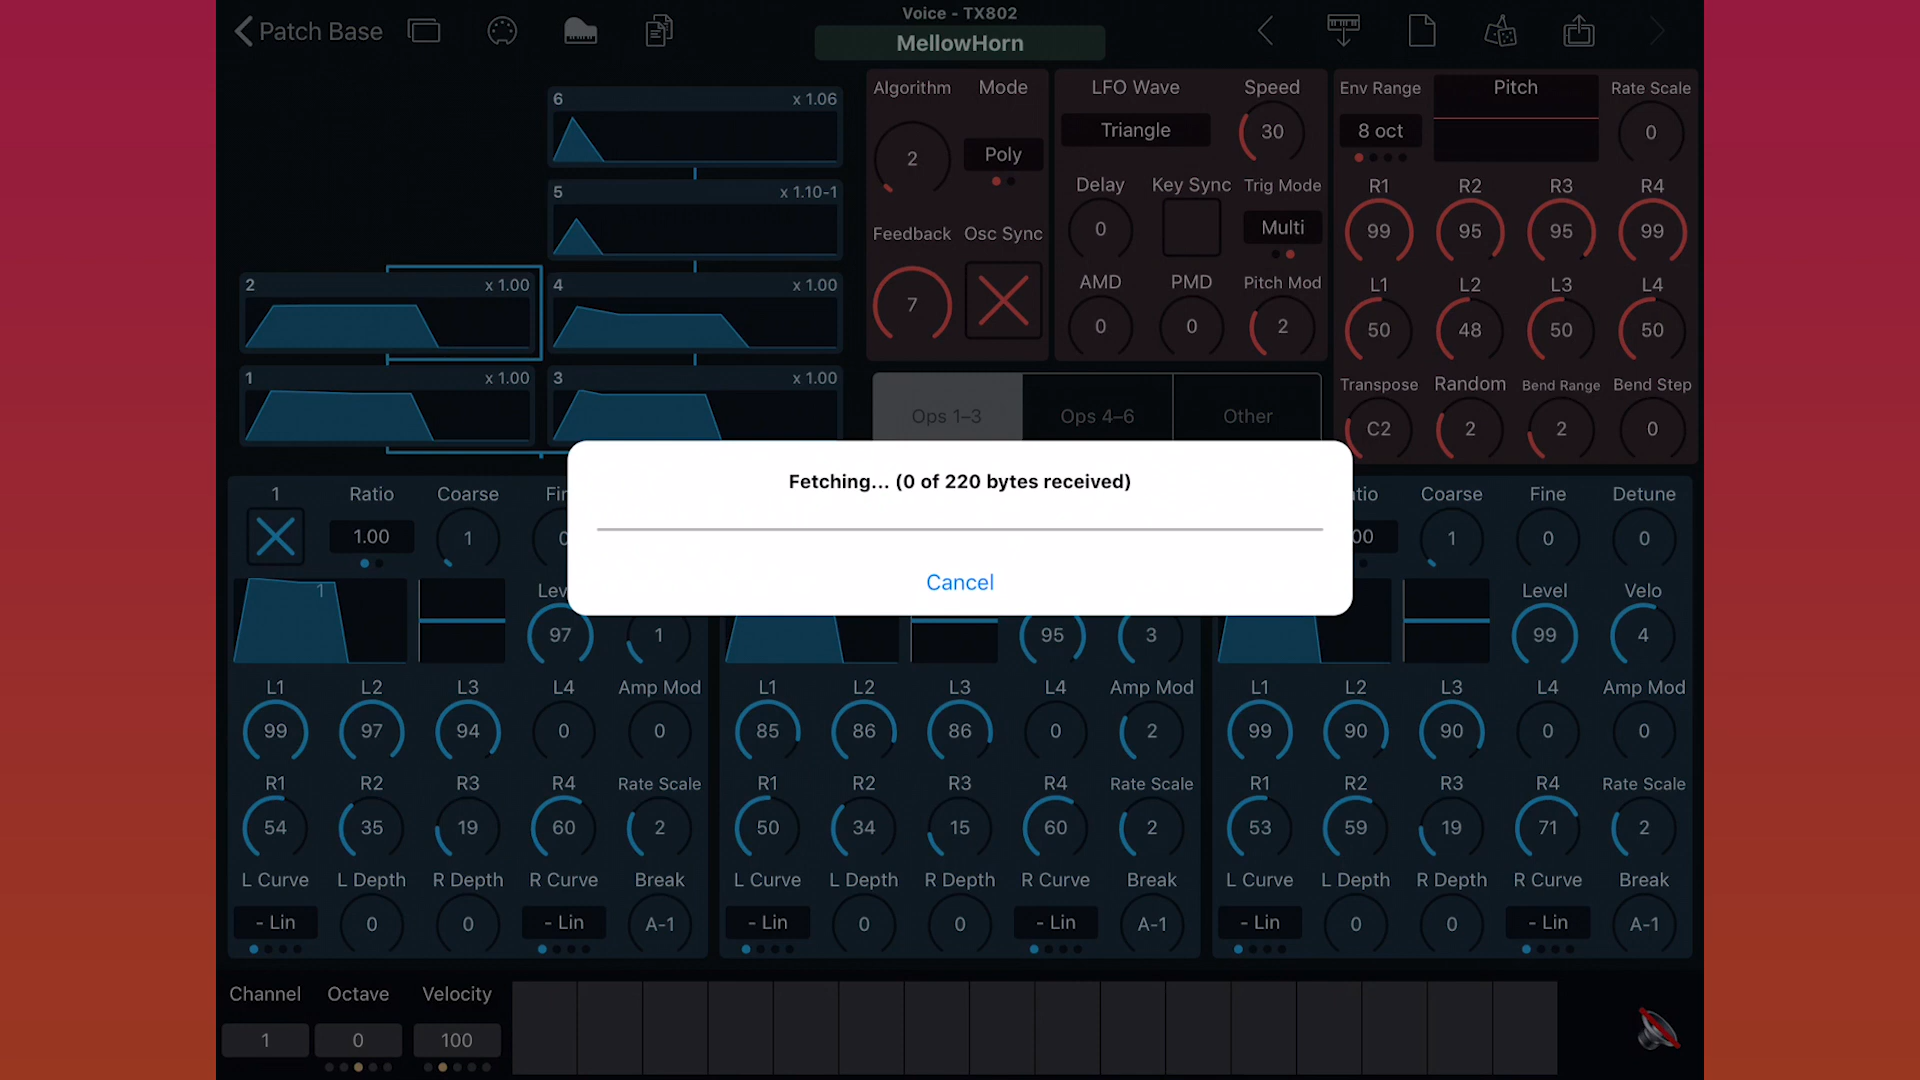 Patch Base
Voice - TX802
MellowHorn
6 x 1.06
5 x 1.10-1
2 x 1.00
4 x 1.00
1 x 1.00
3 x 1.00
Algorithm Mode
2 Poly
Feedback Osc Sync
7
LFO Wave Speed
Triangle 30
Delay Key Sync Trig Mode
0 Multi
AMD PMD Pitch Mod
0 0 2
Env Range Pitch Rate Scale
8 oct 0
R1 R2 R3 R4
99 95 95 99
L1 L2 L3 L4
50 48 50 50
Transpose Random Bend Range Bend Step
C2 2 2 0
Ops 1–3 Ops 4–6 Other
Fetching... (0 of 220 bytes received)
Cancel
1 Ratio Coarse
1.00 1
1
97 1
L1 L2 L3 L4 Amp Mod
99 97 94 0 0
R1 R2 R3 R4 Rate Scale
54 35 19 60 2
L Curve L Depth R Depth R Curve Break
- Lin 0 0 - Lin A-1
95 3
L1 L2 L3 L4 Amp Mod
85 86 86 0 2
R1 R2 R3 R4 Rate Scale
50 34 15 60 2
L Curve L Depth R Depth R Curve Break
- Lin 0 0 - Lin A-1
Coarse Fine Detune
1 0 0
Level Velo
99 4
L1 L2 L3 L4 Amp Mod
99 90 90 0 0
R1 R2 R3 R4 Rate Scale
53 59 19 71 2
L Curve L Depth R Depth R Curve Break
- Lin 0 0 - Lin A-1
Channel Octave Velocity
1 0 100